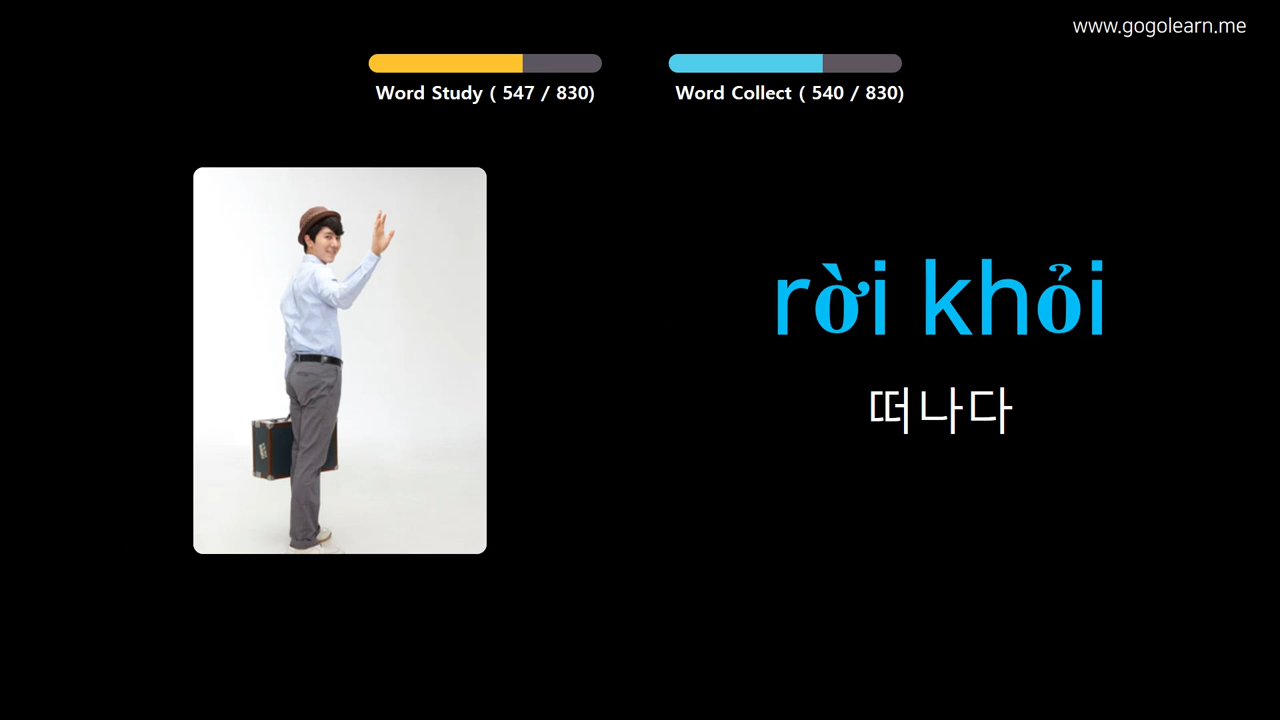 www.gogolearn.me
Word Study ( 547 / 830)
Word Collect ( 540 / 830)
rời khỏi
떠나다